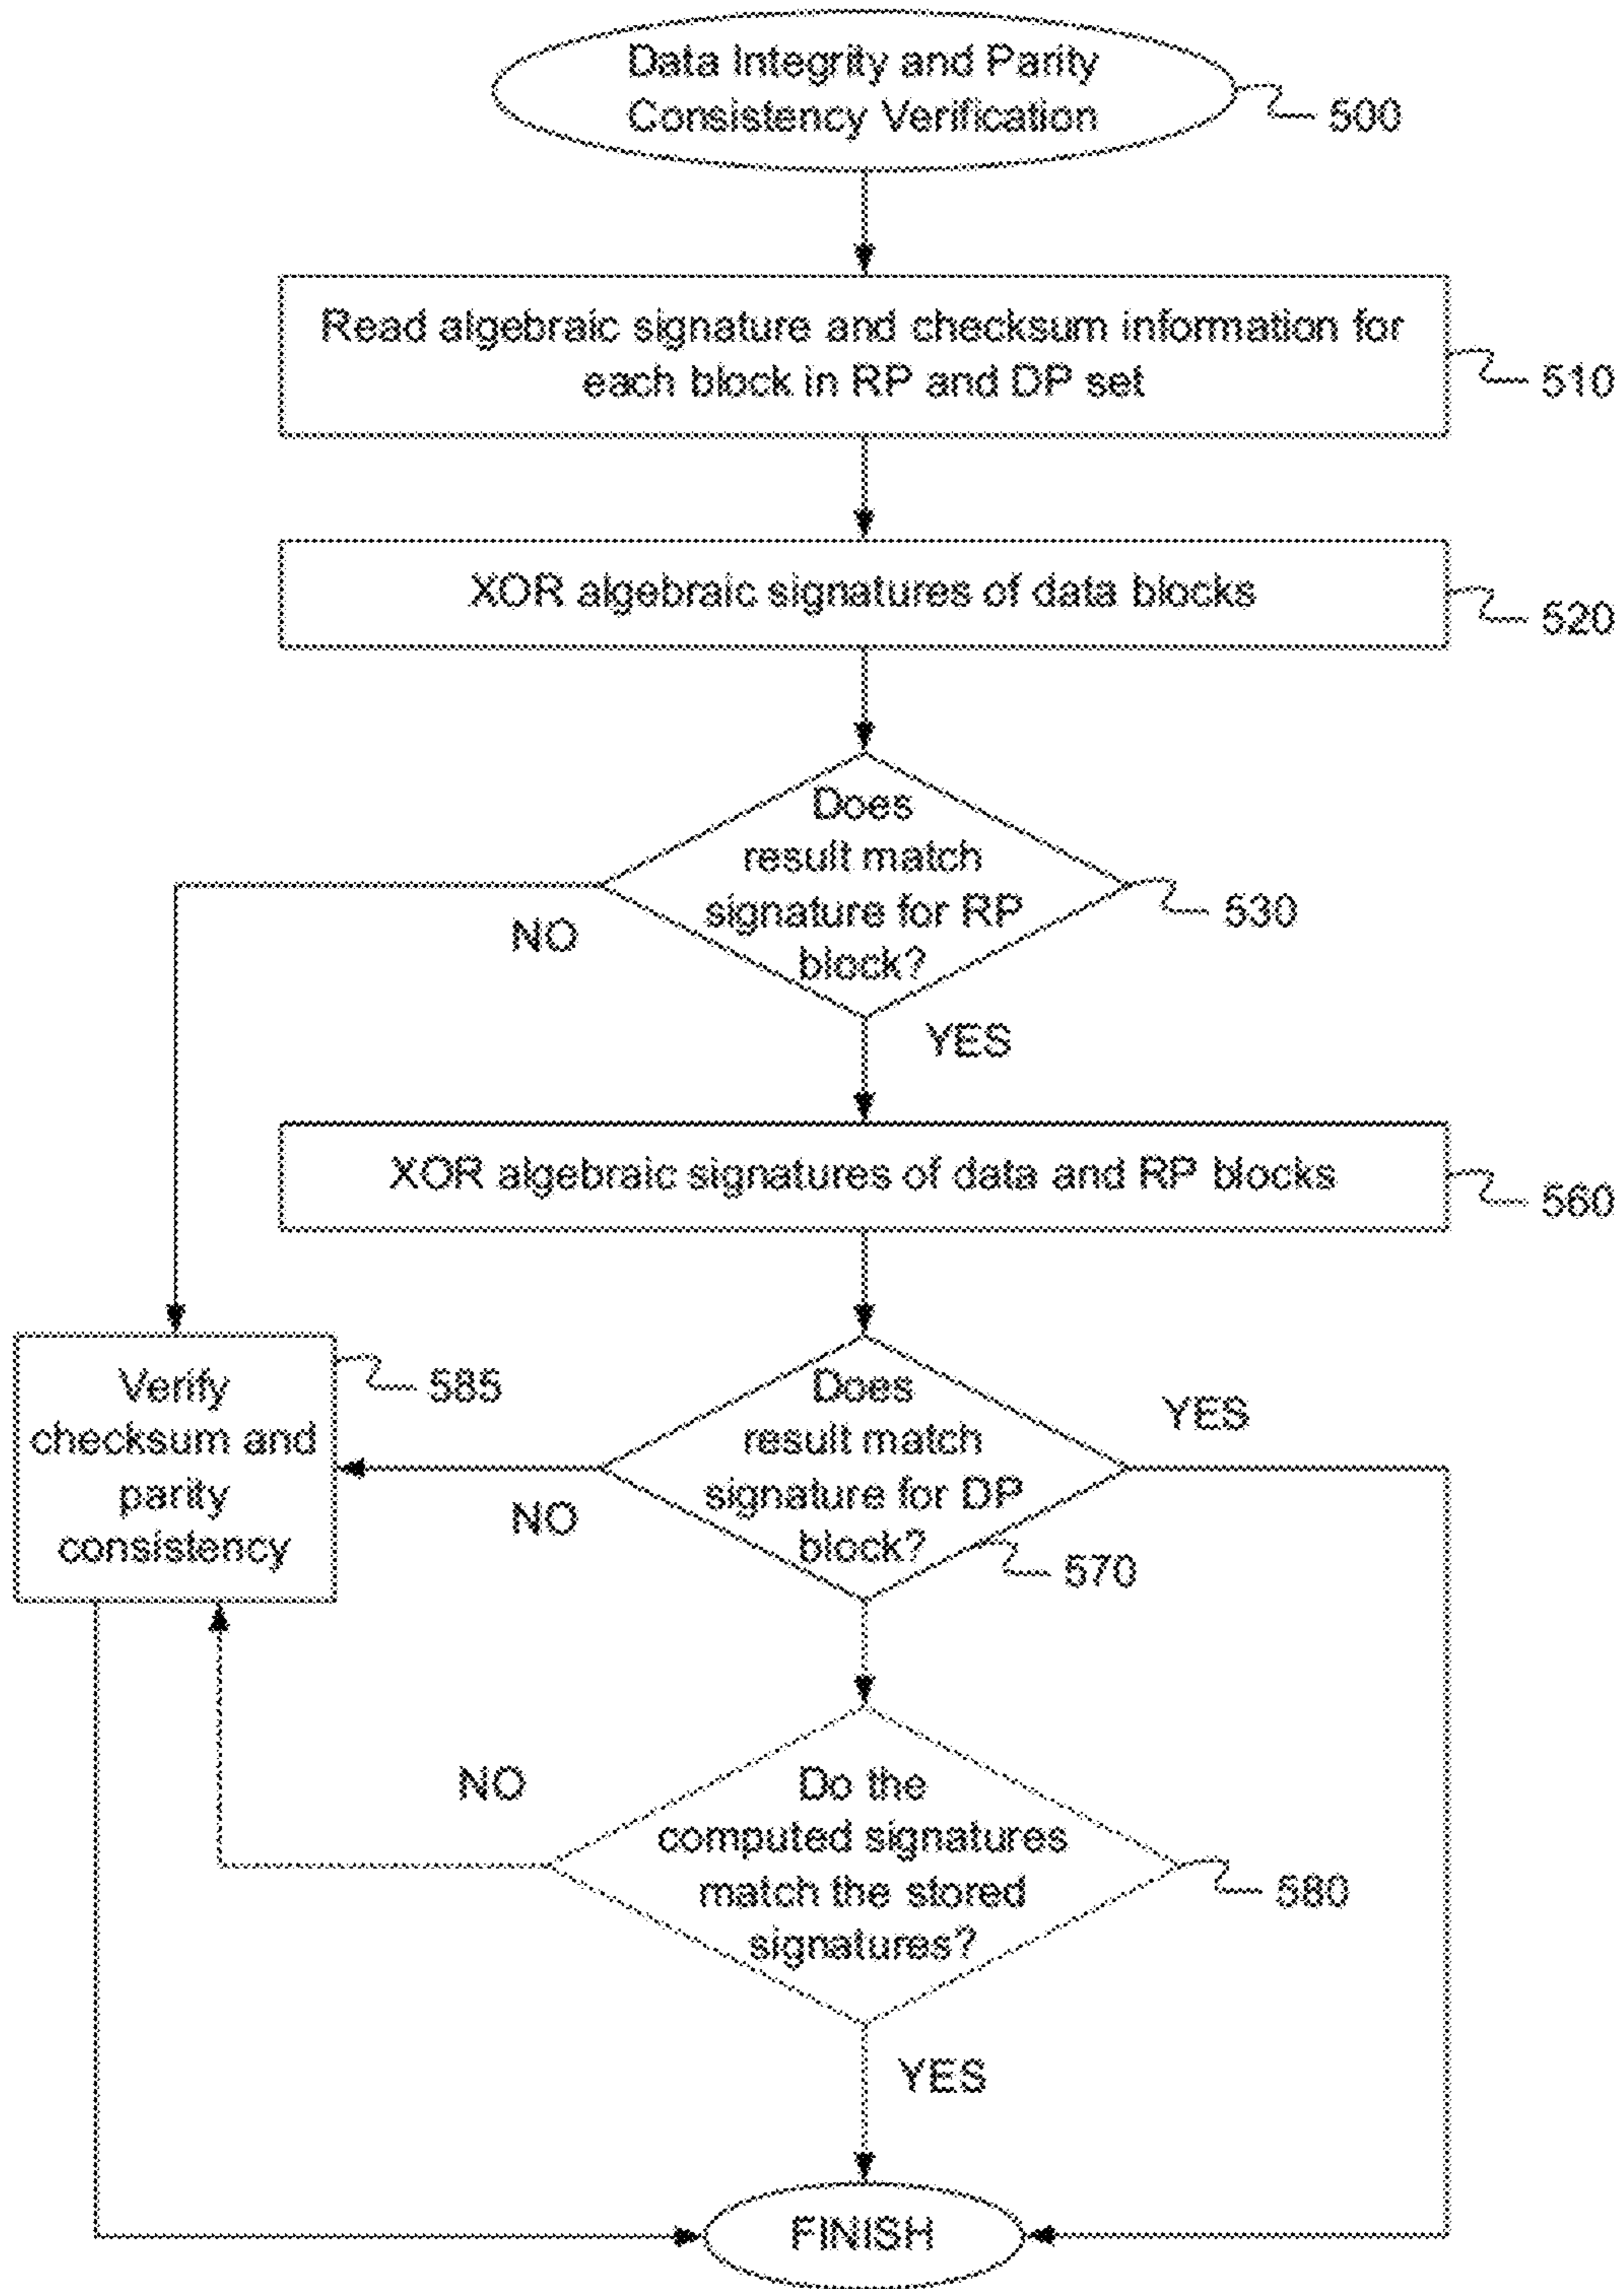 Data Integrity and Parity
Consistency Verification
500
Read algebraic signature and checksum information for
each block in RP and DP set
510
XOR algebraic signatures of data blocks
520
Does
result match
signature for RP
block?
530
NO
YES
XOR algebraic signatures of data and RP blocks
560
Verify
checksum and
parity
consistency
585
Does
result match
signature for DP
block?
YES
NO
570
NO
Do the
computed signatures
match the stored
signatures?
580
YES
FINISH